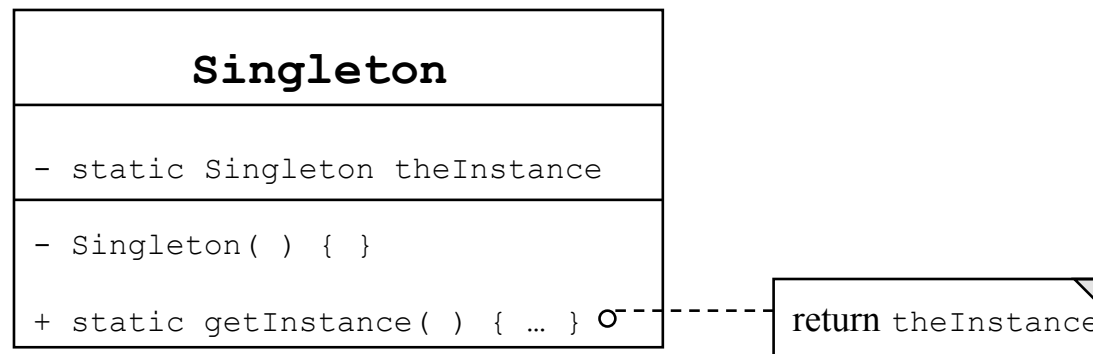 Singleton
- static Singleton theInstance
- Singleton( ) { }
+ static getInstance( ) { … }
return theInstance